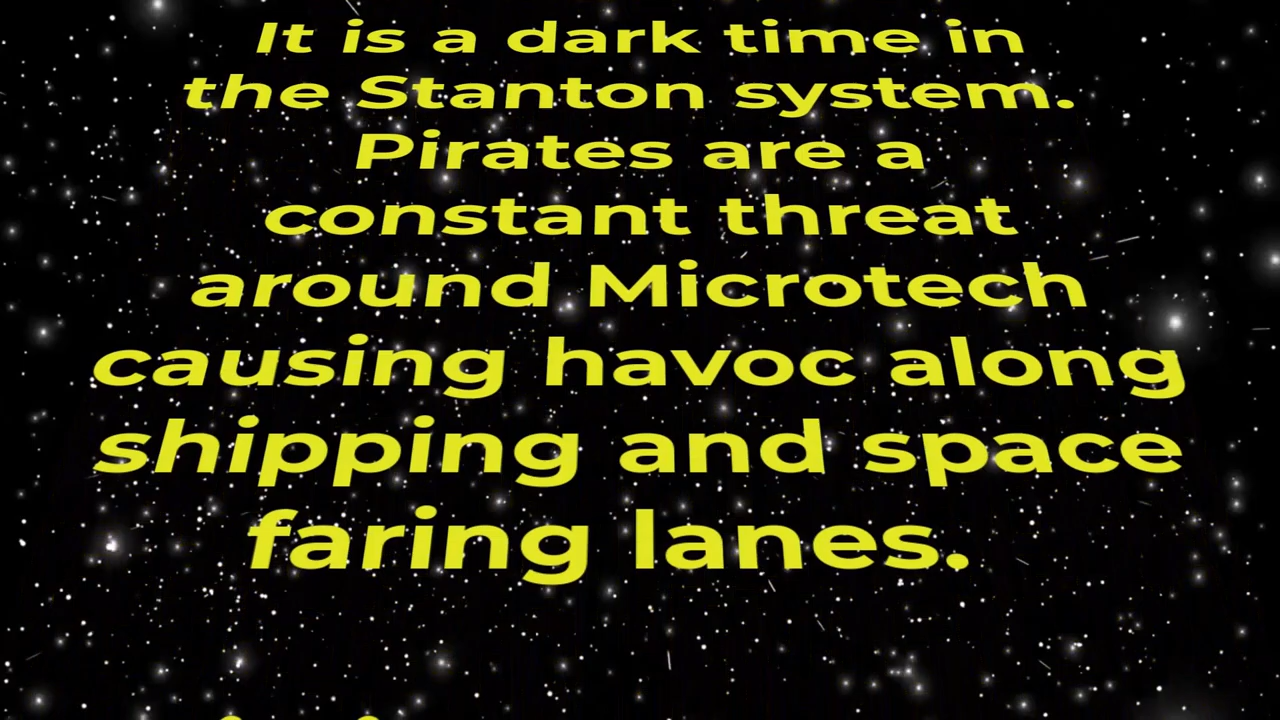 It is a dark time in
the Stanton system.
Pirates are a
constant threat
around Microtech
causing havoc along
shipping and space
faring lanes.